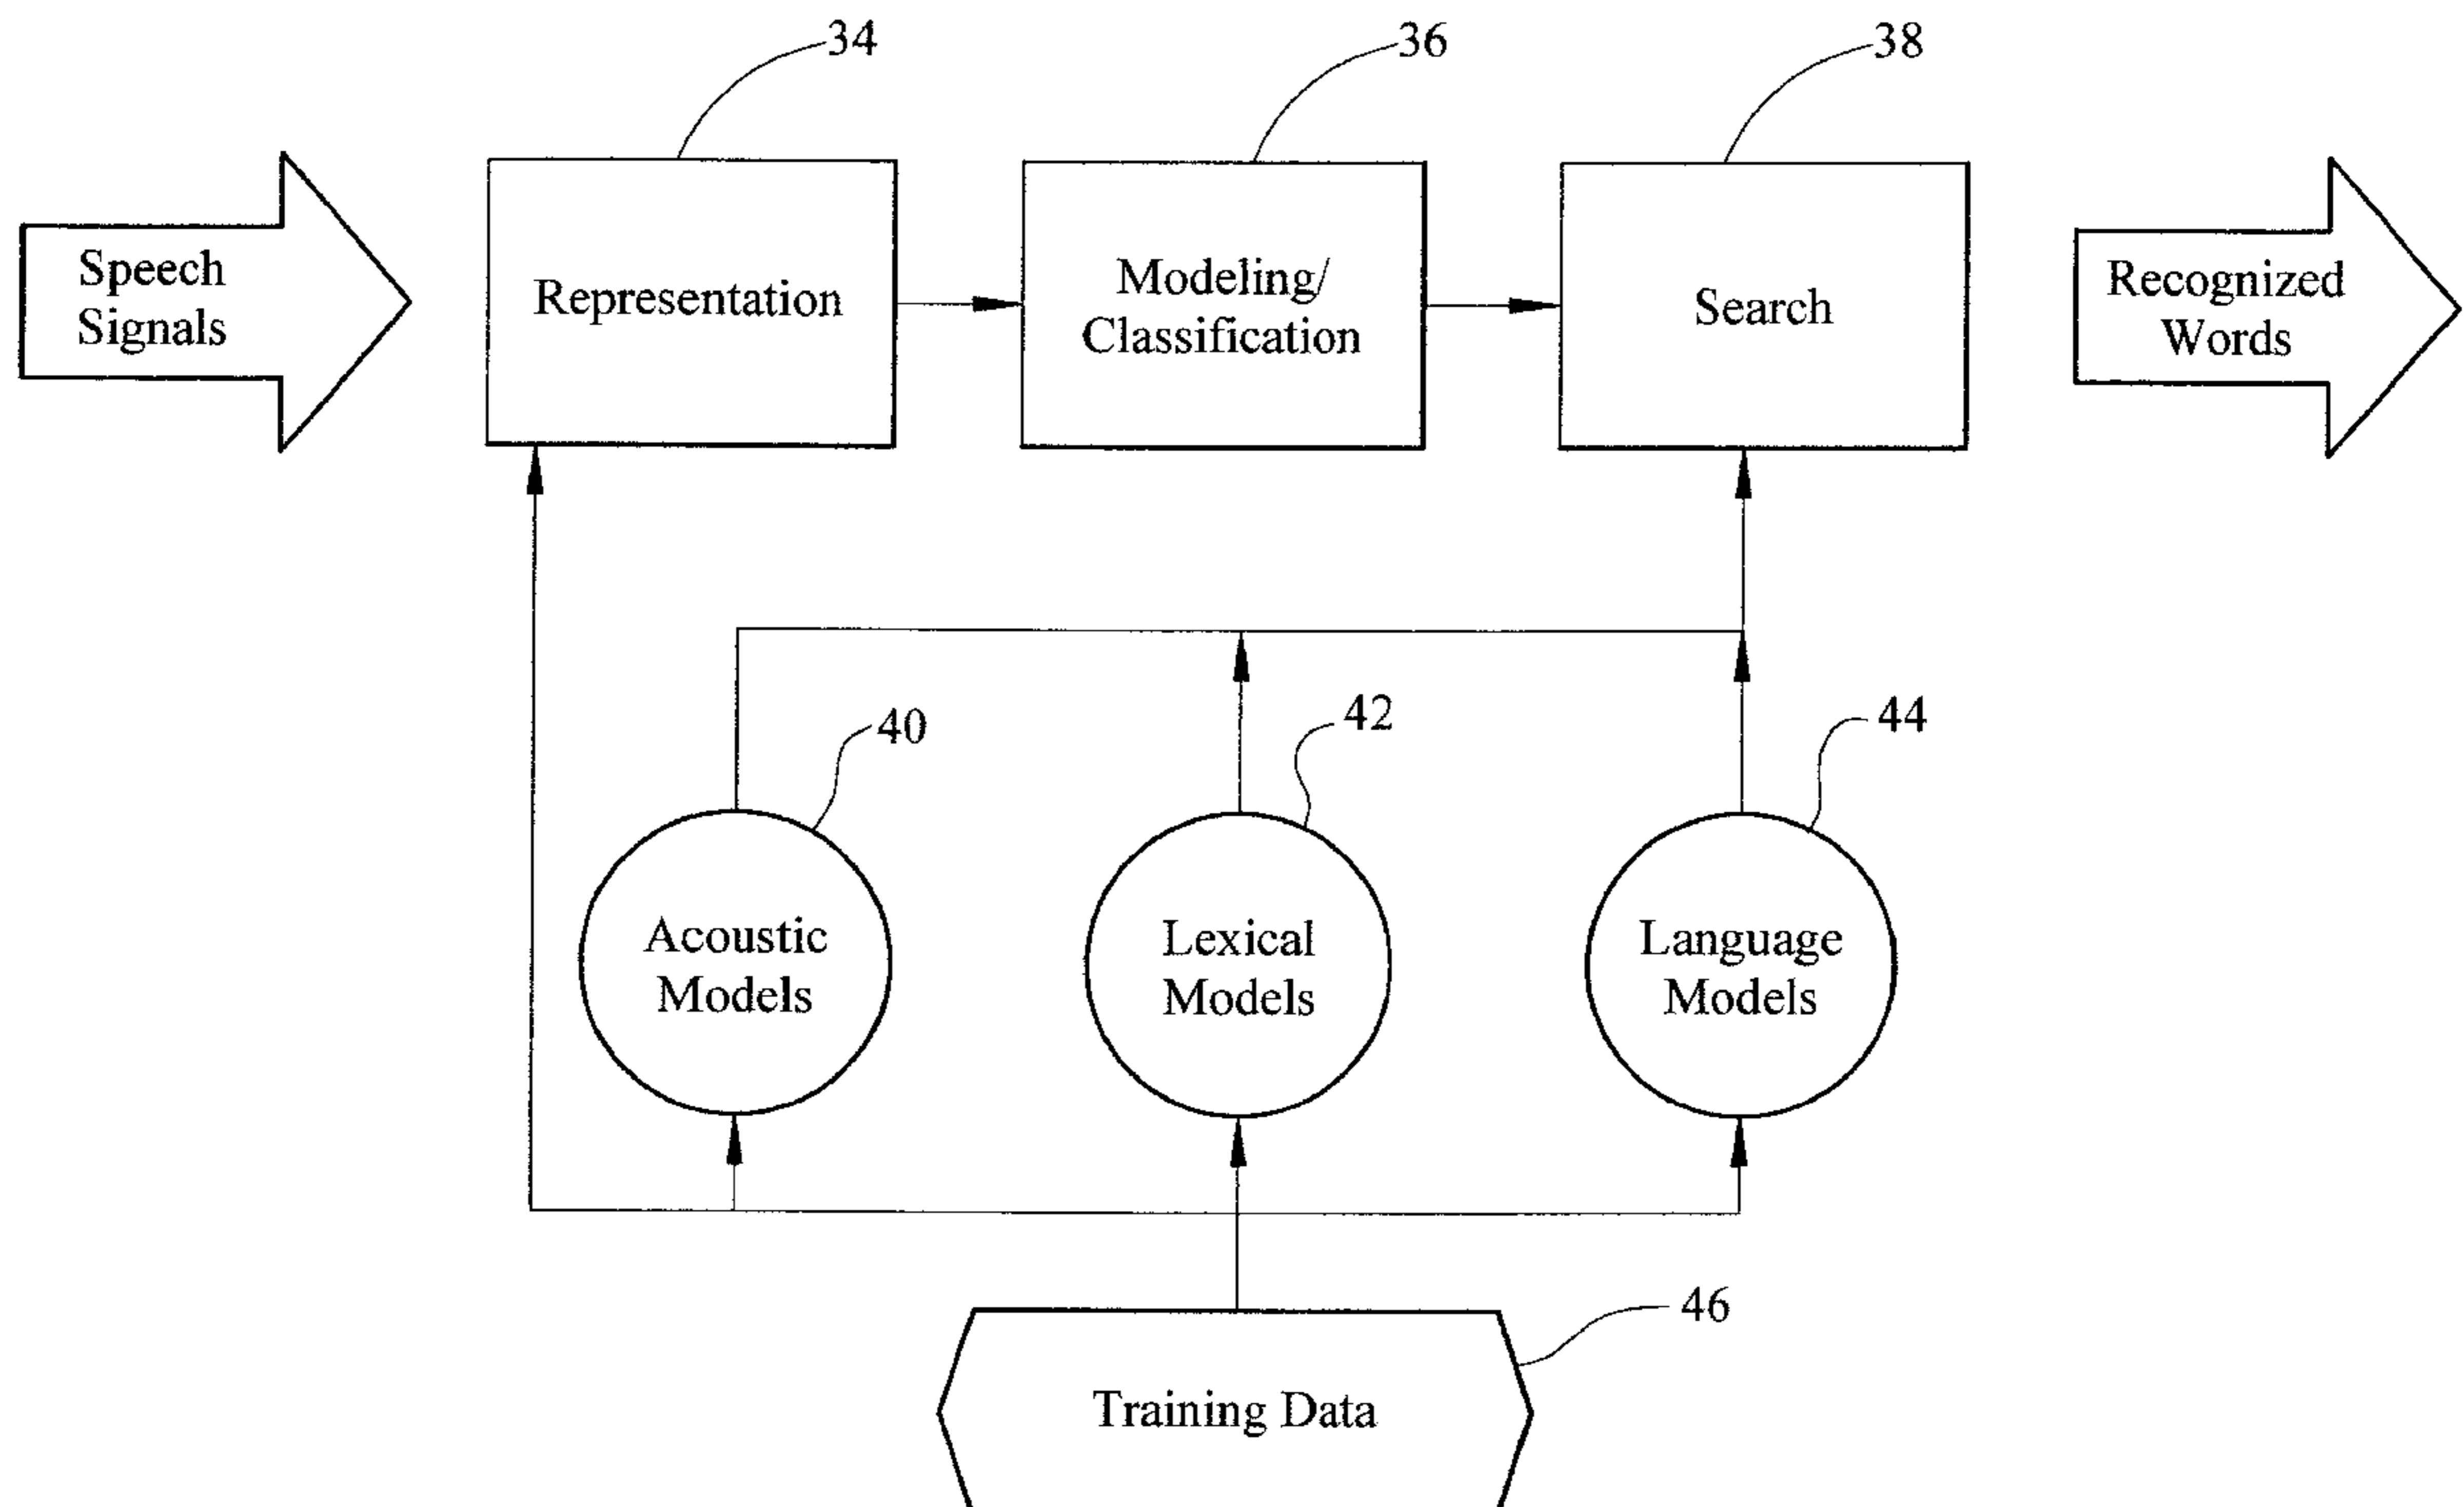 34
36
38
Speech
Signals
Representation
Modeling/
Classification
Search
Recognized
Words
40
42
44
Acoustic
Models
Lexical
Models
Language
Models
46
Training Data